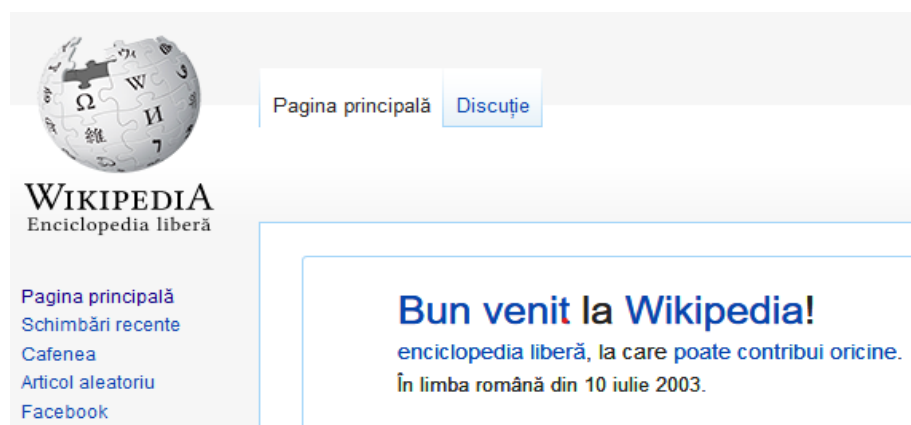 WIKIPEDIA
Enciclopedia liberă
Pagina principală
Discuție
Pagina principală
Schimbări recente
Cafenea
Articol aleatoriu
Facebook
Bun venit la Wikipedia!
enciclopedia liberă, la care poate contribui oricine.
În limba română din 10 iulie 2003.